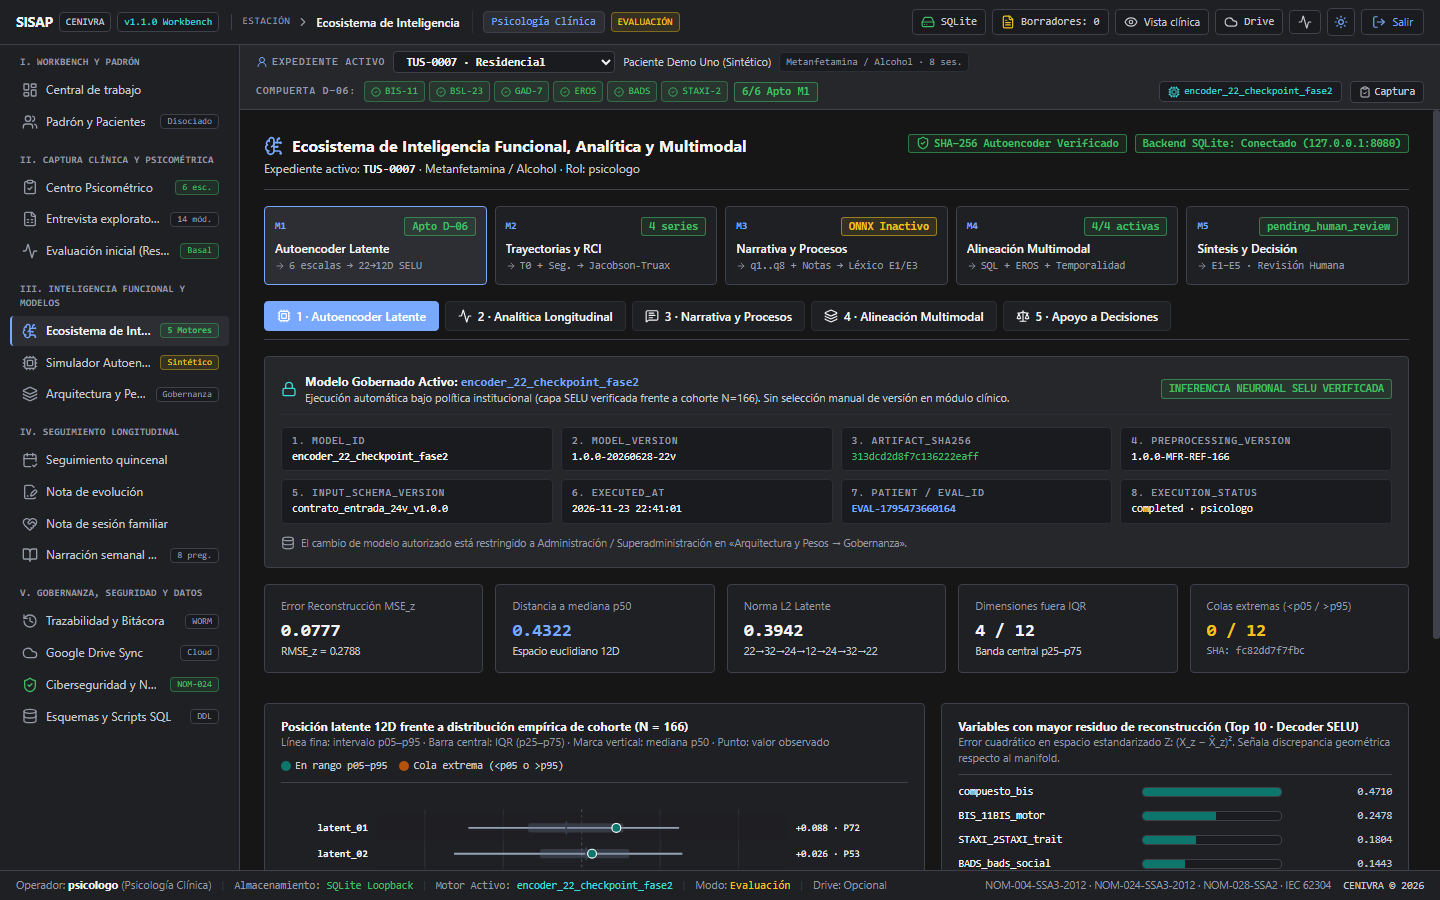 SISAP CENIVRA v1.1.0 Workbench ESTACIÓN > Ecosistema de Inteligencia Psicología Clínica EVALUACIÓN SQLite Borradores: 0 Vista clínica Drive Salir
I. WORKBENCH Y PADRÓN
Central de trabajo
Padrón y Pacientes Disociado
II. CAPTURA CLÍNICA Y PSICOMÉTRICA
Centro Psicométrico 6 esc.
Entrevista explorato... 14 mód.
Evaluación inicial (Res... Basal
III. INTELIGENCIA FUNCIONAL Y
MODELOS
Ecosistema de Int... 5 Motores
Simulador Autoen... Sintético
Arquitectura y Pe... Gobernanza
IV. SEGUIMIENTO LONGITUDINAL
Seguimiento quincenal
Nota de evolución
Nota de sesión familiar
Narración semanal ... 8 preg.
V. GOBERNANZA, SEGURIDAD Y DATOS
Trazabilidad y Bitácora WORM
Google Drive Sync Cloud
Ciberseguridad y N... NOM-024
Esquemas y Scripts SQL DDL
EXPEDIENTE ACTIVO TUS-0007 · Residencial Paciente Demo Uno (Sintético) Metanfetamina / Alcohol · 8 ses.
COMPUERTA D-06: BIS-11 BSL-23 GAD-7 EROS BADS STAXI-2 6/6 Apto M1 encoder_22_checkpoint_fase2 Captura
Ecosistema de Inteligencia Funcional, Analítica y Multimodal SHA-256 Autoencoder Verificado Backend SQLite: Conectado (127.0.0.1:8080)
Expediente activo: TUS-0007 · Metanfetamina / Alcohol · Rol: psicologo
M1 Apto D-06
Autoencoder Latente
→ 6 escalas → 22→12D SELU
M2 4 series
Trayectorias y RCI
→ T0 + Seg. → Jacobson-Truax
M3 ONNX Inactivo
Narrativa y Procesos
→ q1..q8 + Notas → Léxico E1/E3
M4 4/4 activas
Alineación Multimodal
→ SQL + EROS + Temporalidad
M5 pending_human_review
Síntesis y Decisión
→ E1-E5 · Revisión Humana
1 · Autoencoder Latente 2 · Analítica Longitudinal 3 · Narrativa y Procesos 4 · Alineación Multimodal 5 · Apoyo a Decisiones
Modelo Gobernado Activo: encoder_22_checkpoint_fase2 INFERENCIA NEURONAL SELU VERIFICADA
Ejecución automática bajo política institucional (capa SELU verificada frente a cohorte N=166). Sin selección manual de versión en módulo clínico.
1. MODEL_ID
encoder_22_checkpoint_fase2
2. MODEL_VERSION
1.0.0-20260628-22v
3. ARTIFACT_SHA256
313dcd2d8f7c136222eaff
4. PREPROCESSING_VERSION
1.0.0-MFR-REF-166
5. INPUT_SCHEMA_VERSION
contrato_entrada_24v_v1.0.0
6. EXECUTED_AT
2026-11-23 22:41:01
7. PATIENT / EVAL_ID
EVAL-1795473660164
8. EXECUTION_STATUS
completed · psicologo
El cambio de modelo autorizado está restringido a Administración / Superadministración en «Arquitectura y Pesos → Gobernanza».
Error Reconstrucción MSE_z
0.0777
RMSE_z = 0.2788
Distancia a mediana p50
0.4322
Espacio euclidiano 12D
Norma L2 Latente
0.3942
22→32→24→12→24→32→22
Dimensiones fuera IQR
4 / 12
Banda central p25–p75
Colas extremas (<p05 / >p95)
0 / 12
SHA: fc82dd7f7fbc
Posición latente 12D frente a distribución empírica de cohorte (N = 166)
Línea fina: intervalo p05–p95 · Barra central: IQR (p25–p75) · Marca vertical: mediana p50 · Punto: valor observado
En rango p05–p95 Cola extrema (<p05 o >p95)
latent_01 +0.088 · P72
latent_02 +0.026 · P53
Variables con mayor residuo de reconstrucción (Top 10 · Decoder SELU)
Error cuadrático en espacio estandarizado Z: (X_z − X̂_z)². Señala discrepancia geométrica
respecto al manifold.
compuesto_bis 0.4710
BIS_11BIS_motor 0.2478
STAXI_2STAXI_trait 0.1804
BADS_bads_social 0.1443
Operador: psicologo (Psicología Clínica) Almacenamiento: SQLite Loopback Motor Activo: encoder_22_checkpoint_fase2 Modo: Evaluación Drive: Opcional NOM-004-SSA3-2012 · NOM-024-SSA3-2012 · NOM-028-SSA2 · IEC 62304 CENIVRA © 2026